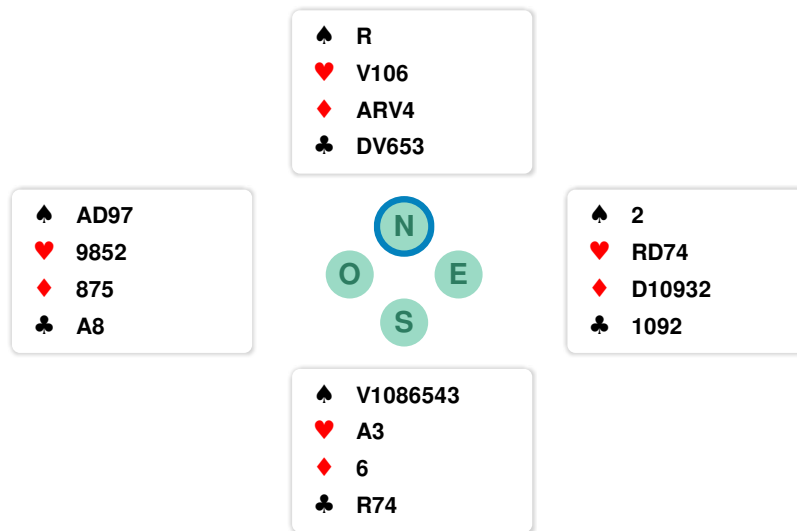 ♠ R
♥ V106
♦ ARV4
♣ DV653
♠ AD97
♥ 9852
♦ 875
♣ A8
N
O
E
S
♠ 2
♥ RD74
♦ D10932
♣ 1092
♠ V1086543
♥ A3
♦ 6
♣ R74